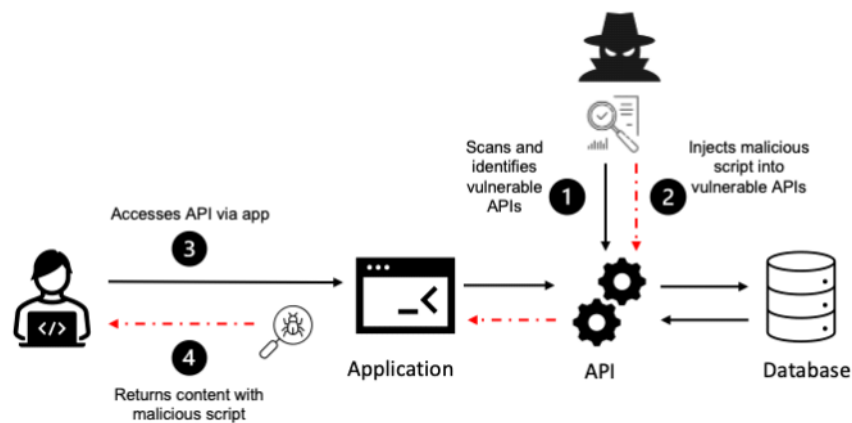 Scans and
identifies
vulnerable
APIs
1
2
Injects malicious
script into
vulnerable APIs
Accesses API via app
3
</>
4
Returns content with
malicious script
Application
API
Database